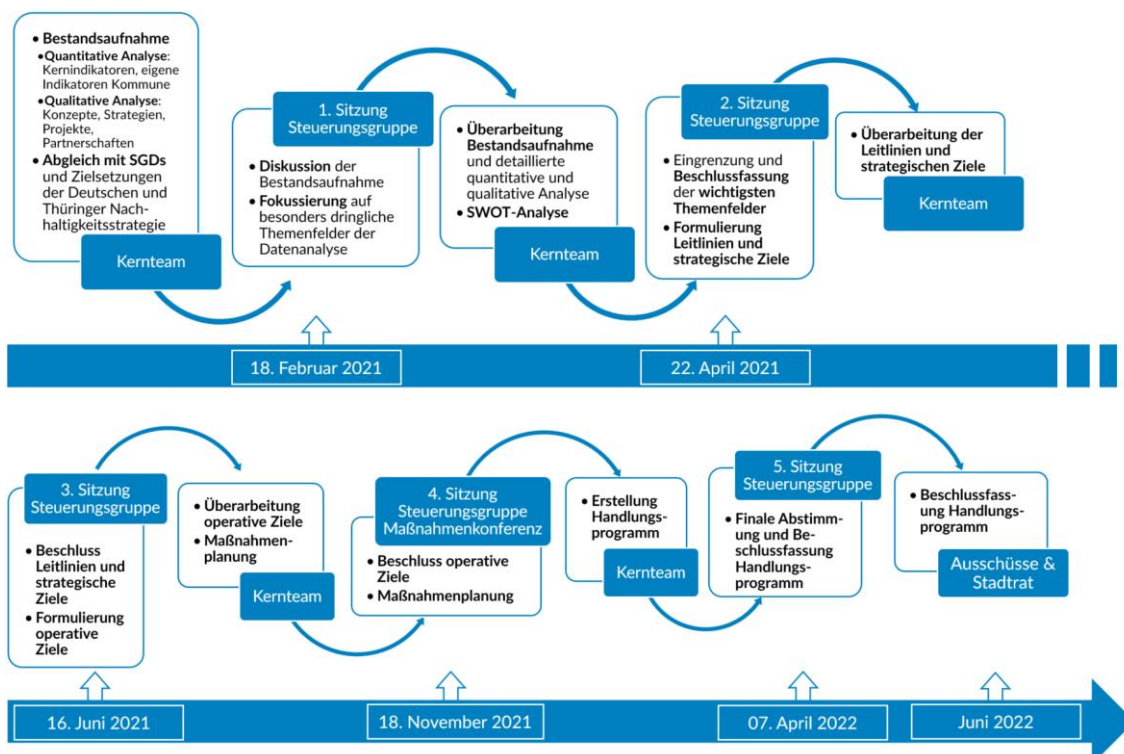 • Bestandsaufnahme
•Quantitative Analyse:
Kernindikatoren, eigene
Indikatoren Kommune
•Qualitative Analyse:
Konzepte, Strategien,
Projekte,
Partnerschaften
• Abgleich mit SGDs
und Zielsetzungen
der Deutschen und
Thüringer Nach-
haltigkeitsstrategie
Kernteam
1. Sitzung
Steuerungsgruppe
• Diskussion der
Bestandsaufnahme
• Fokussierung auf
besonders dringliche
Themenfelder der
Datenanalyse
• Überarbeitung
Bestandsaufnahme
und detaillierte
quantitative und
qualitative Analyse
• SWOT-Analyse
Kernteam
2. Sitzung
Steuerungsgruppe
• Eingrenzung und
Beschlussfassung
der wichtigsten
Themenfelder
• Formulierung
Leitlinien und
strategische Ziele
• Überarbeitung der
Leitlinien und
strategischen Ziele
Kernteam
18. Februar 2021
22. April 2021
3. Sitzung
Steuerungsgruppe
• Beschluss
Leitlinien und
strategische
Ziele
• Formulierung
operative
Ziele
• Überarbeitung
operative Ziele
• Maßnahmen-
planung
Kernteam
4. Sitzung
Steuerungsgruppe
Maßnahmenkonferenz
• Beschluss operative
Ziele
• Maßnahmenplanung
• Erstellung
Handlungs-
programm
Kernteam
5. Sitzung
Steuerungsgruppe
• Finale Abstimm-
ung und Be-
schlussfassung
Handlungs-
programm
• Beschlussfass-
ung Handlungs-
programm
Ausschüsse &
Stadtrat
16. Juni 2021
18. November 2021
07. April 2022
Juni 2022